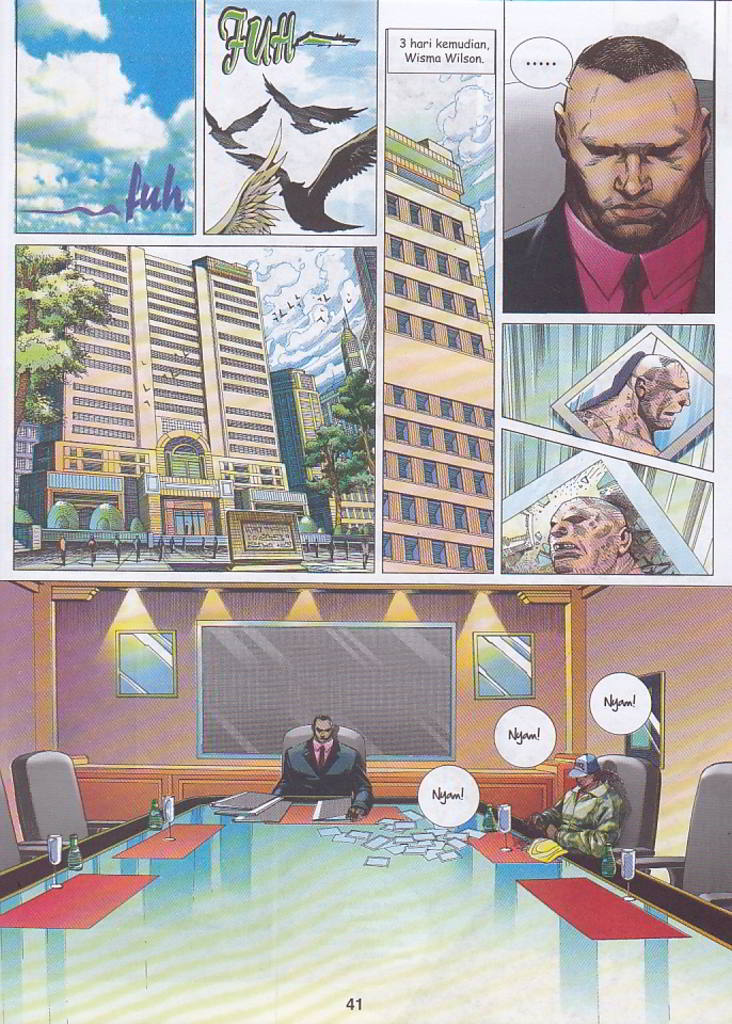 fuh
FUH
3 hari kemudian,
Wisma Wilson.
.....
Nyam!
Nyam!
Nyam!
41